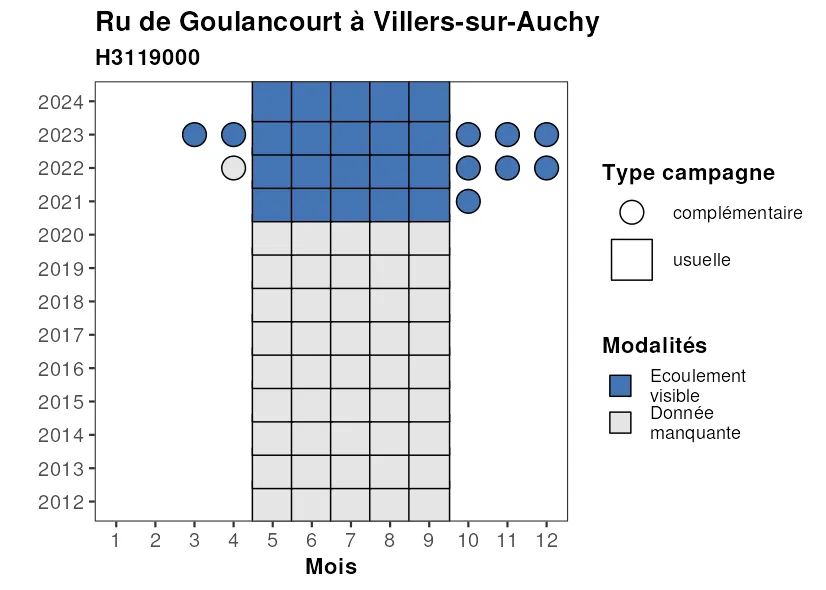 Ru de Goulancourt à Villers-sur-Auchy
H3119000
2024
2023
2022
2021
2020
2019
2018
2017
2016
2015
2014
2013
2012
1 2 3 4 5 6 7 8 9 10 11 12
Mois
Type campagne
complémentaire
usuelle
Modalités
Ecoulement
visible
Donnée
manquante